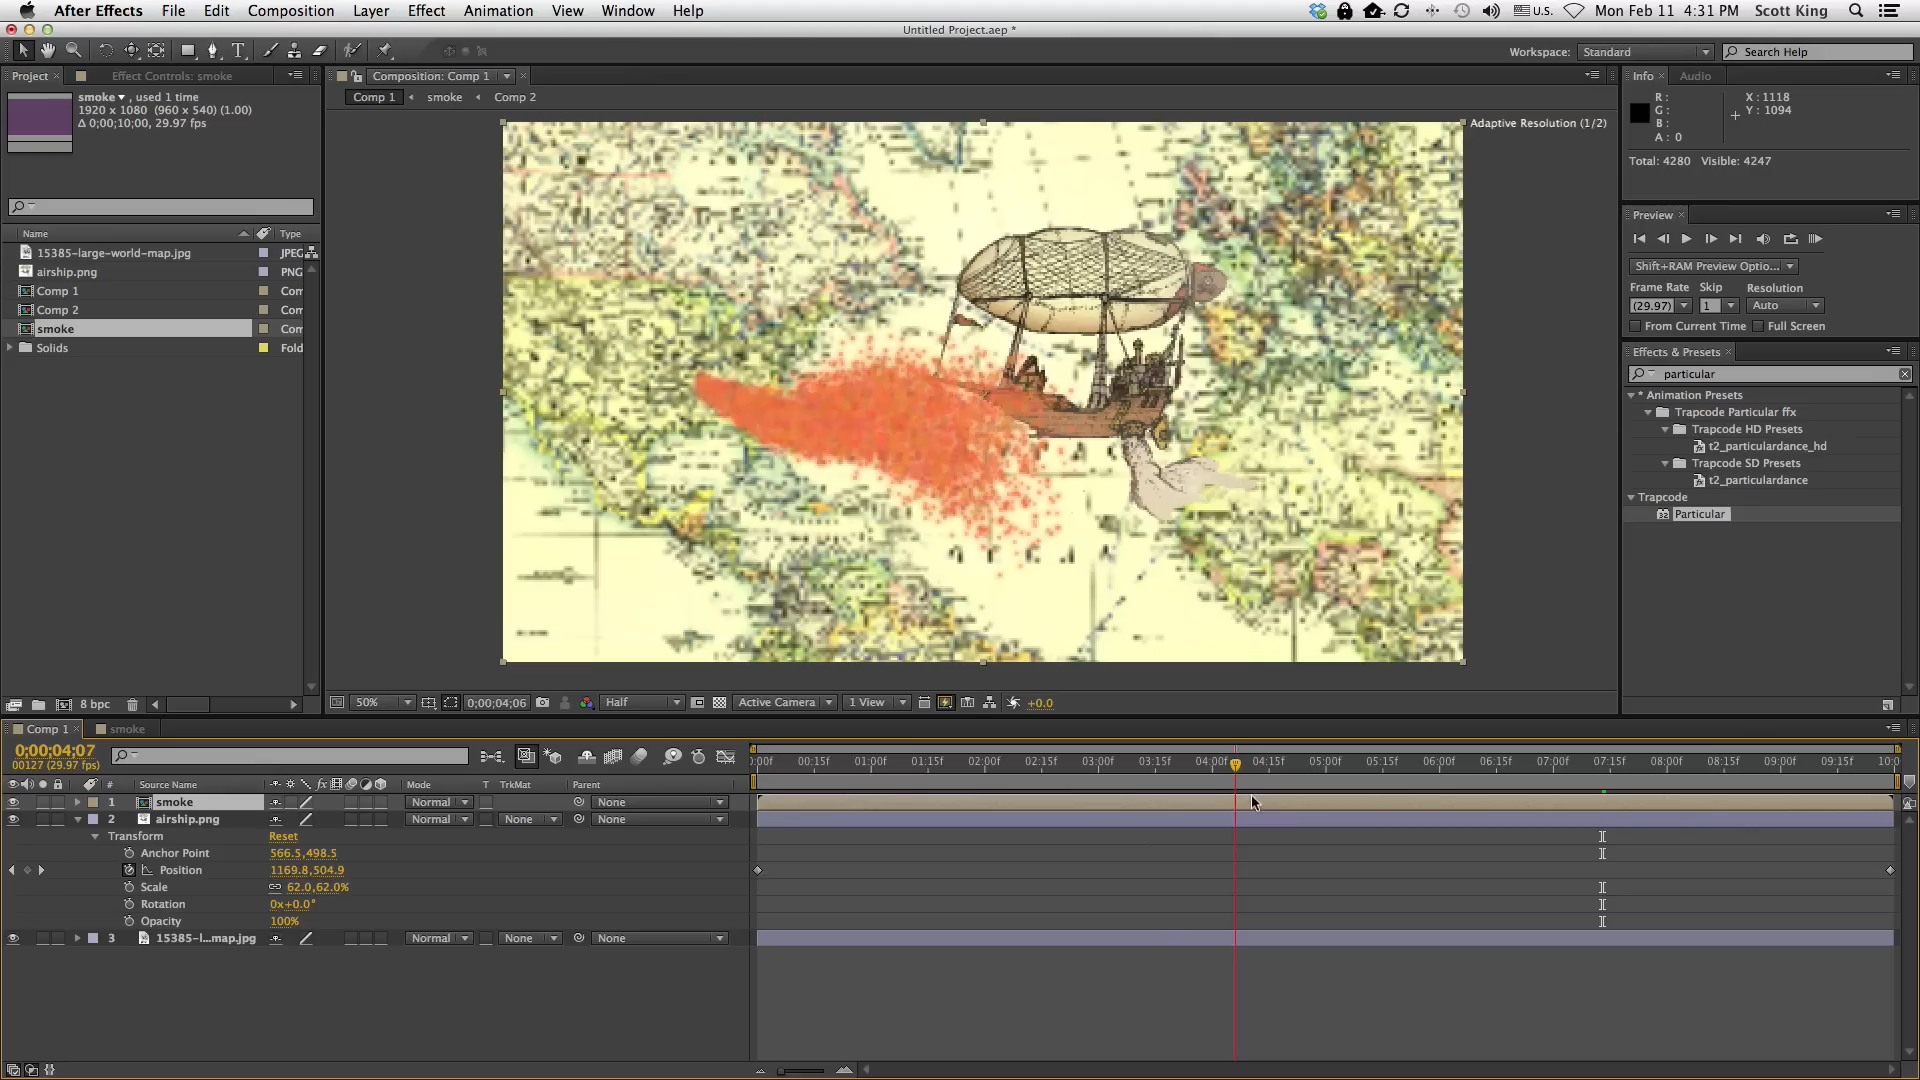 After Effects File Edit Composition Layer Effect Animation View Window Help
U.S. Mon Feb 11 4:31 PM Scott King
Untitled Project.aep *
T
Workspace: Standard Search Help
Project Effect Controls: smoke
Composition: Comp 1
Info Audio
smoke, used 1 time
1920 x 1080 (960 x 540) (1.00)
Δ 0;00;10;00, 29.97 fps
Comp 1 smoke Comp 2
Adaptive Resolution (1/2)
R :
G :
B :
A : 0
X : 1118
Y : 1094
Total: 4280 Visible: 4247
Preview
Shift+RAM Preview Optio...
Frame Rate Skip Resolution
(29.97) 1 Auto
From Current Time Full Screen
Effects & Presets
particular
* Animation Presets
Trapcode Particular ffx
Trapcode HD Presets
t2_particulardance_hd
Trapcode SD Presets
t2_particulardance
Trapcode
32 Particular
Name Type
15385-large-world-map.jpg JPEG
airship.png PNG
Comp 1 Com
Comp 2 Com
smoke Com
Solids Fold
8 bpc
50% 0;00;04;06 Half Active Camera 1 View +0.0
Comp 1 smoke
0;00;04;07
00127 (29.97 fps)
:00f 00:15f 01:00f 01:15f 02:00f 02:15f 03:00f 03:15f 04:00f 04:15f 05:00f 05:15f 06:00f 06:15f 07:00f 07:15f 08:00f 08:15f 09:00f 09:15f 10:0
# Source Name fx Mode T TrkMat Parent
1 smoke Normal None
2 airship.png Normal None None
Transform Reset
Anchor Point 566.5,498.5
Position 1169.8,504.9
Scale 62.0,62.0%
Rotation 0x+0.0°
Opacity 100%
3 15385-l...map.jpg Normal None None